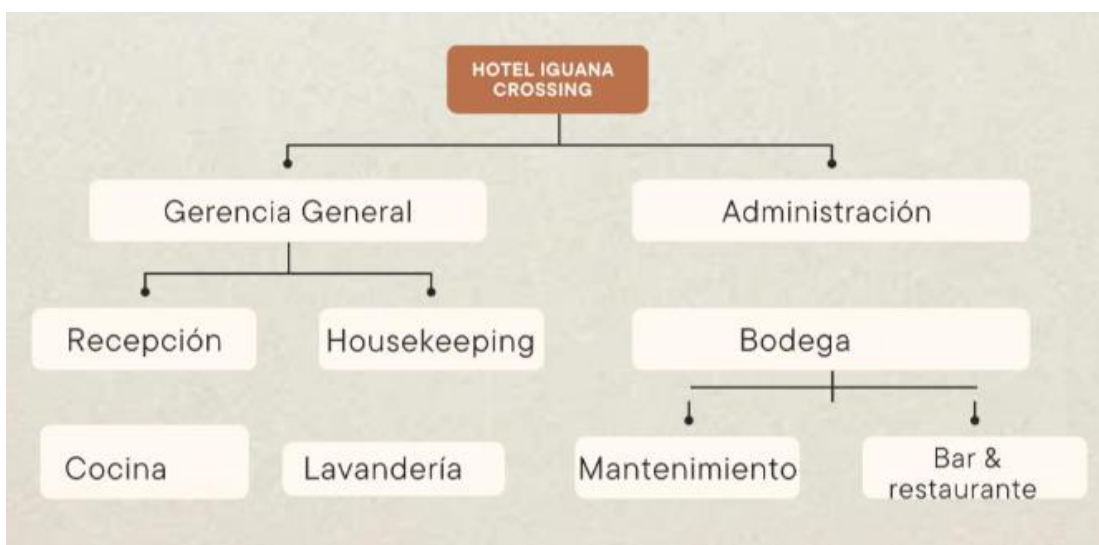 HOTEL IGUANA
CROSSING
Gerencia General
Administración
Recepción
Housekeeping
Bodega
Cocina
Lavandería
Mantenimiento
Bar &
restaurante